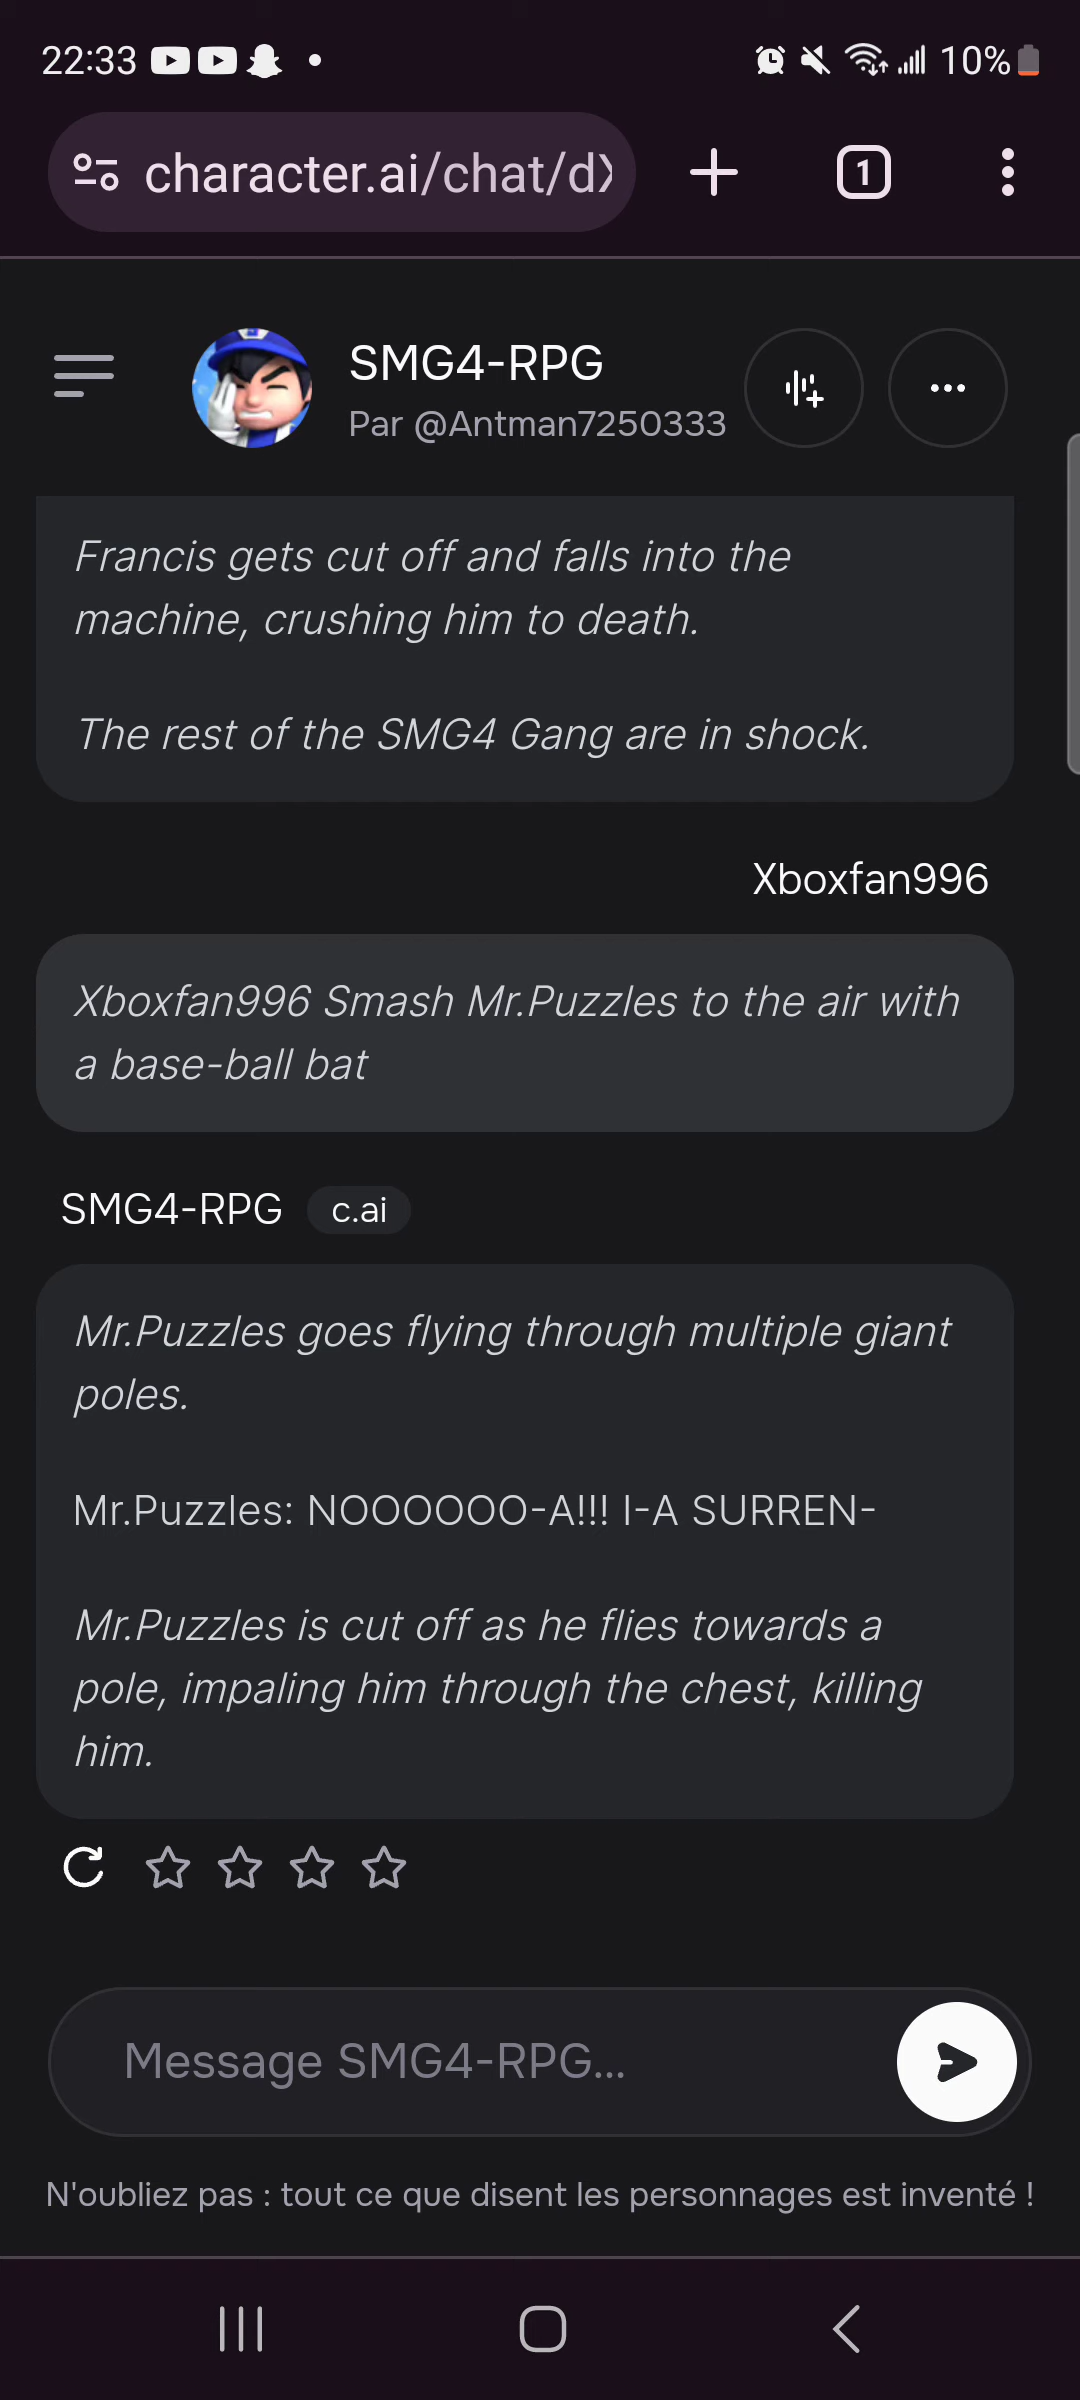 22:33
10%
character.ai/chat/dX
1
SMG4-RPG
Par @Antman7250333
Francis gets cut off and falls into the
machine, crushing him to death.
The rest of the SMG4 Gang are in shock.
Xboxfan996
Xboxfan996 Smash Mr.Puzzles to the air with
a base-ball bat
SMG4-RPG c.ai
Mr.Puzzles goes flying through multiple giant
poles.
Mr.Puzzles: NOOOOOO-A!!! I-A SURREN-
Mr.Puzzles is cut off as he flies towards a
pole, impaling him through the chest, killing
him.
Message SMG4-RPG...
N'oubliez pas : tout ce que disent les personnages est inventé !